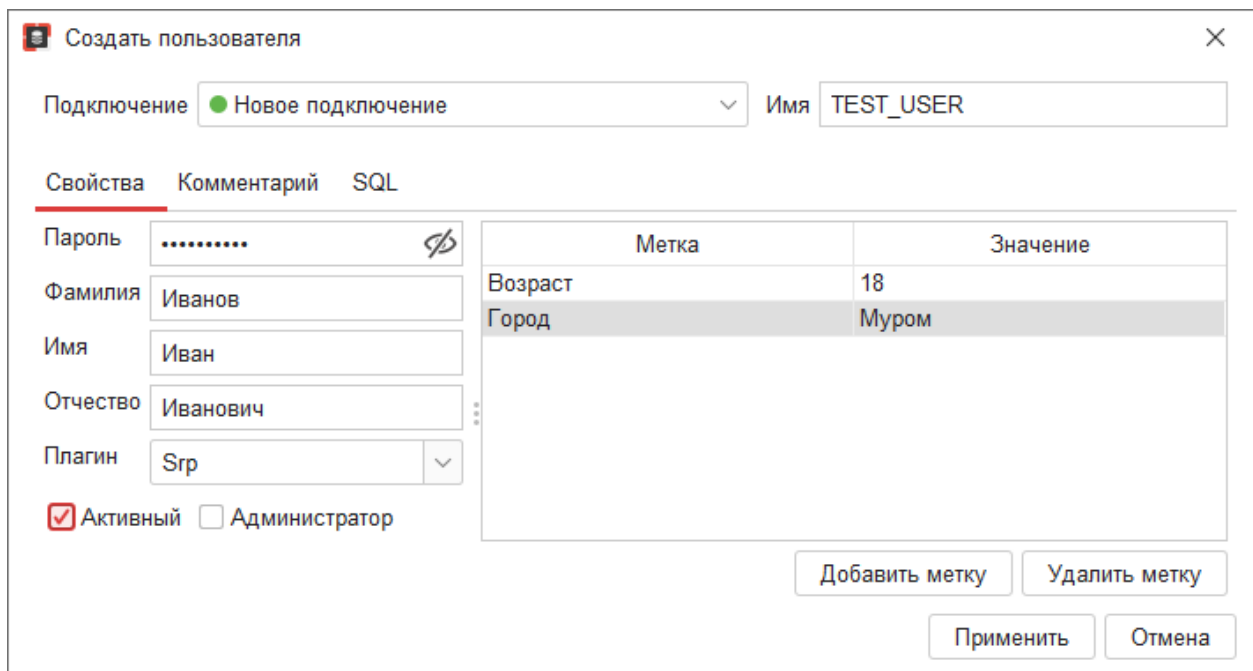 Создать пользователя
Подключение Новое подключение Имя TEST_USER
Свойства Комментарий SQL
Пароль ••••••••••
Фамилия Иванов
Имя Иван
Отчество Иванович
Плагин Srp
Активный Администратор
Метка Значение
Возраст 18
Город Муром
Добавить метку Удалить метку
Применить Отмена